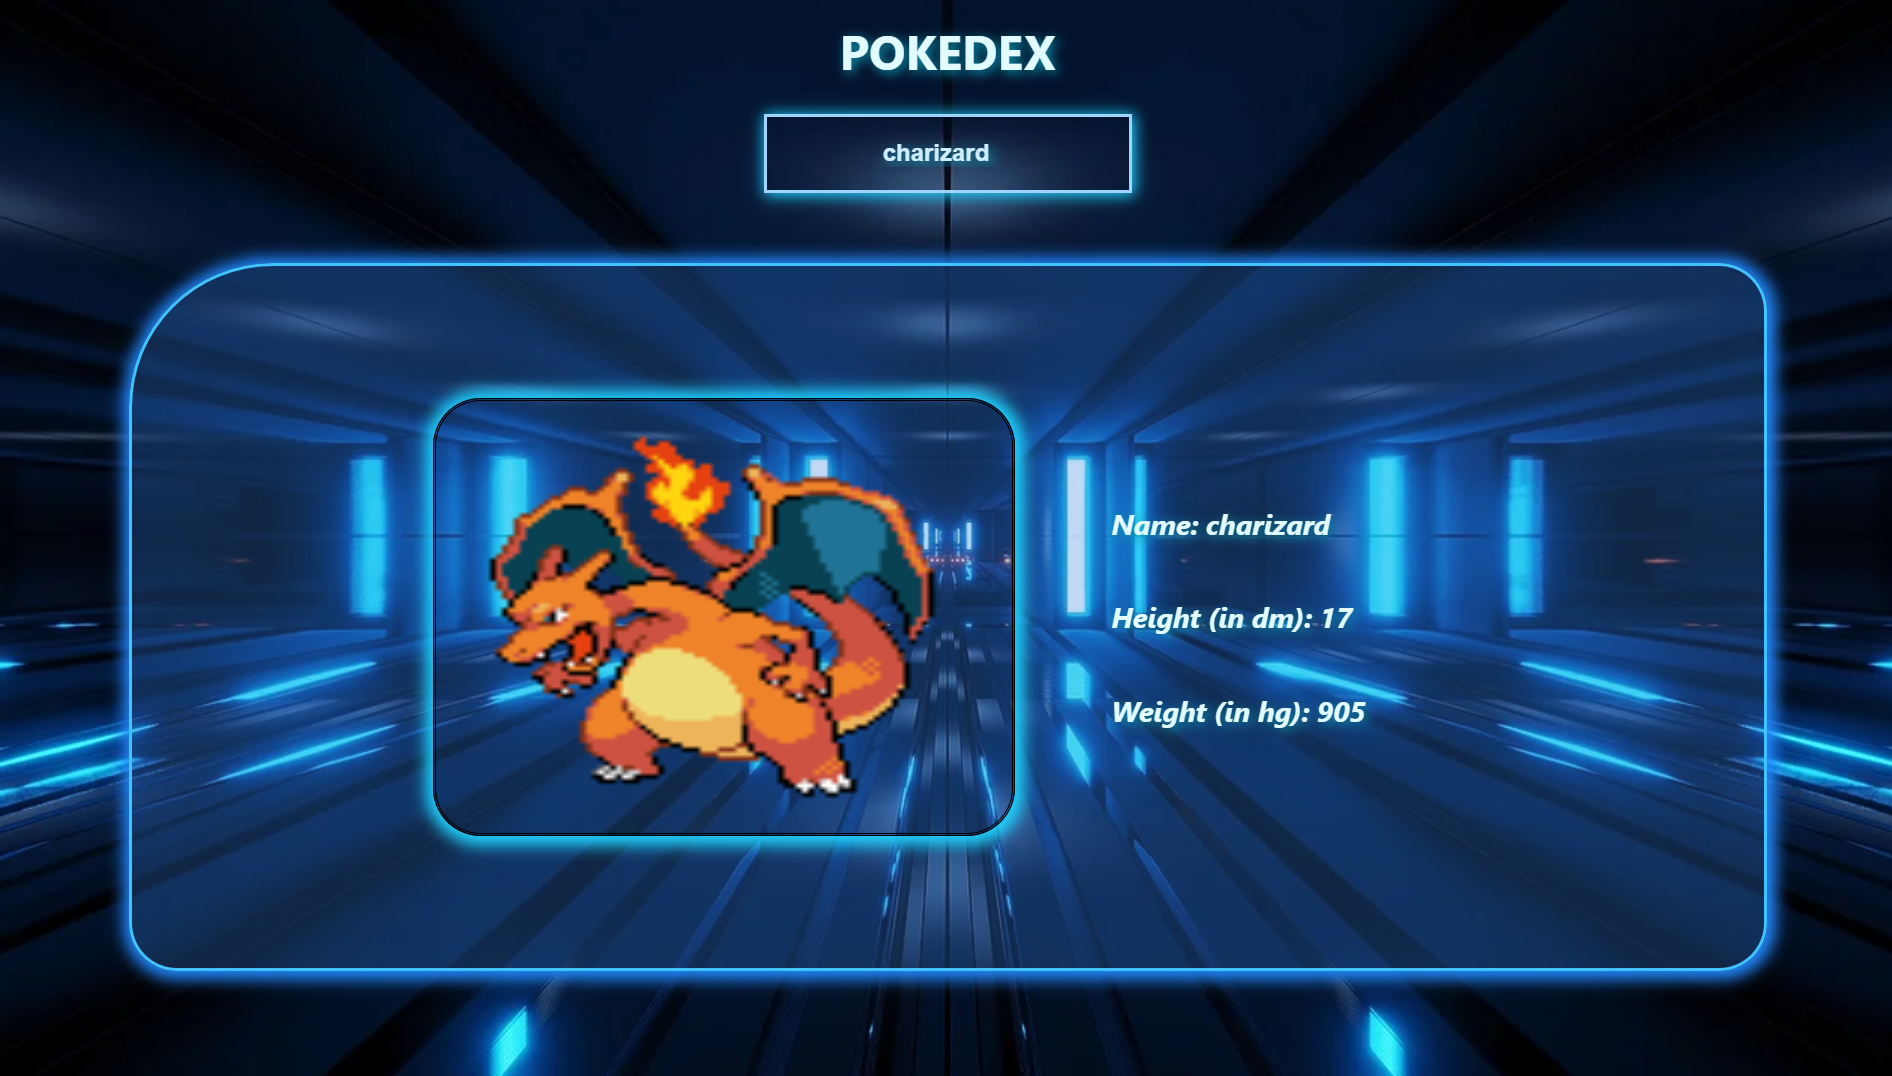 POKEDEX
charizard
Name: charizard
Height (in dm): 17
Weight (in hg): 905